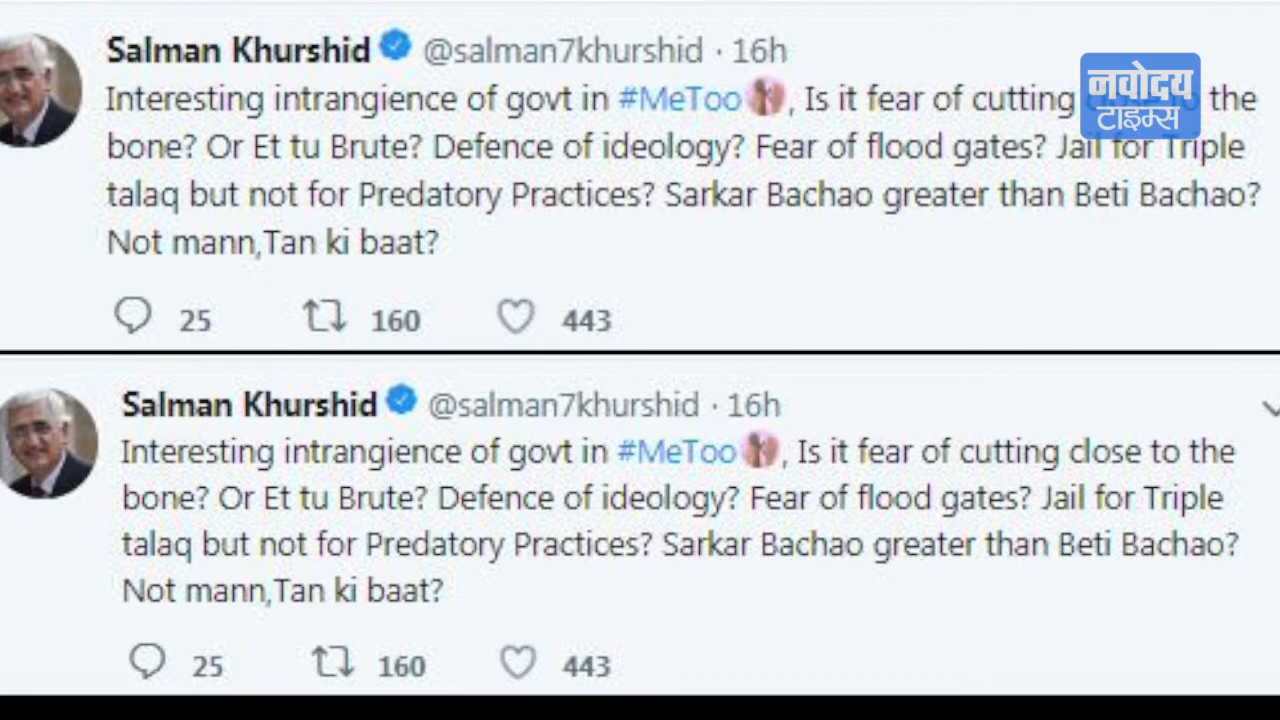 Salman Khurshid @salman7khurshid · 16h
Interesting intrangience of govt in #MeToo, Is it fear of cutting the
नवोदय
टाइम्स
bone? Or Et tu Brute? Defence of ideology? Fear of flood gates? Jail for Triple
talaq but not for Predatory Practices? Sarkar Bachao greater than Beti Bachao?
Not mann,Tan ki baat?
25 160 443
Salman Khurshid @salman7khurshid · 16h
Interesting intrangience of govt in #MeToo, Is it fear of cutting close to the
bone? Or Et tu Brute? Defence of ideology? Fear of flood gates? Jail for Triple
talaq but not for Predatory Practices? Sarkar Bachao greater than Beti Bachao?
Not mann,Tan ki baat?
25 160 443